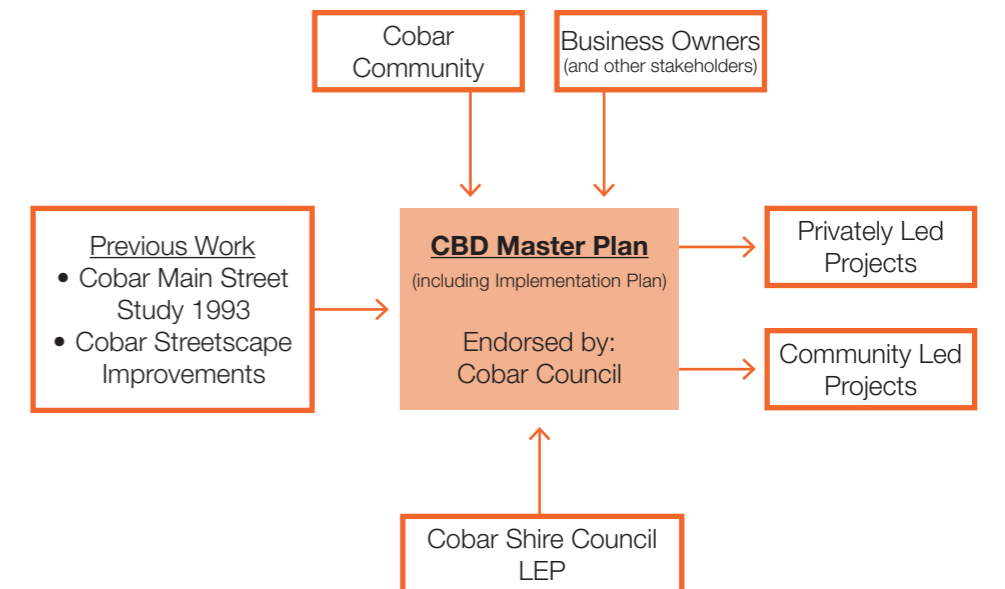 Cobar
Community
Business Owners
(and other stakeholders)
Previous Work
• Cobar Main Street
Study 1993
• Cobar Streetscape
Improvements
CBD Master Plan
(including Implementation Plan)
Endorsed by:
Cobar Council
Privately Led
Projects
Community Led
Projects
Cobar Shire Council
LEP